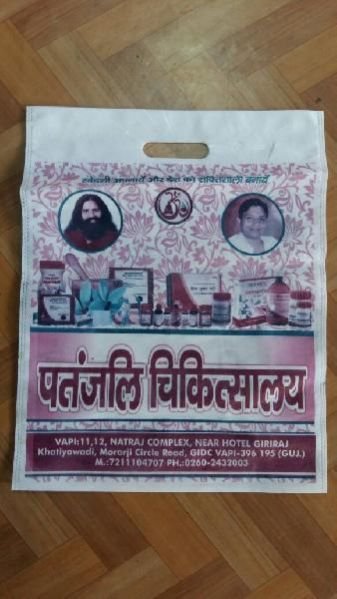 स्वदेशी अपनायें और देश को शक्तिशाली बनायें
पतंजलि चिकित्सालय
VAPI:11,12, NATRAJ COMPLEX, NEAR HOTEL GIRIRAJ
Khatiyawadi, Morarji Circle Road, GIDC VAPI-396 195 (GUJ.)
M.:7211104707 PH.:0260-2432003